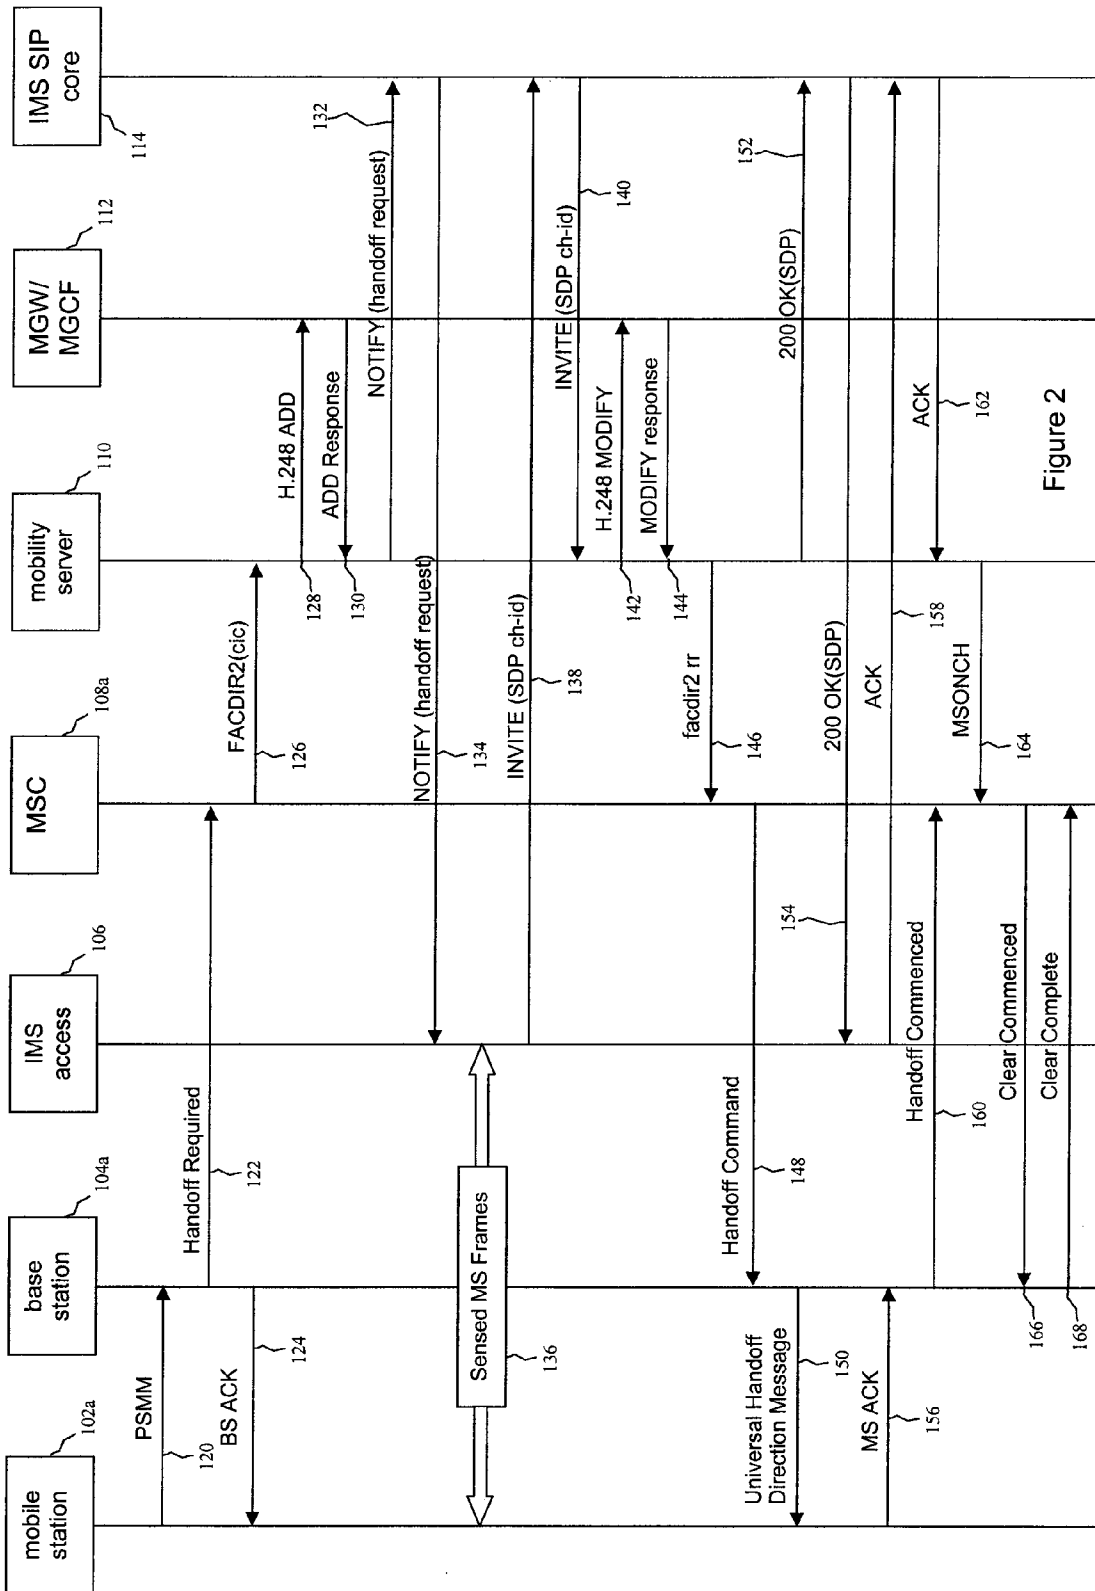 mobile
station
102a
base
station
104a
IMS
access
106
MSC
108a
mobility
server
110
MGW/
MGCF
112
IMS SIP
core
114
PSMM
120
Handoff Required
122
BS ACK
124
FACDIR2(cic)
126
H.248 ADD
128
ADD Response
130
NOTIFY (handoff request)
132
NOTIFY (handoff request)
134
Sensed MS Frames
136
INVITE (SDP ch-id)
138
INVITE (SDP ch-id)
140
H.248 MODIFY
142
MODIFY response
144
facdir2 rr
146
Handoff Command
148
Universal Handoff
Direction Message
150
200 OK(SDP)
152
200 OK(SDP)
154
MS ACK
156
ACK
158
Handoff Commenced
160
ACK
162
MSONCH
164
Clear Commenced
166
Clear Complete
168
Figure 2